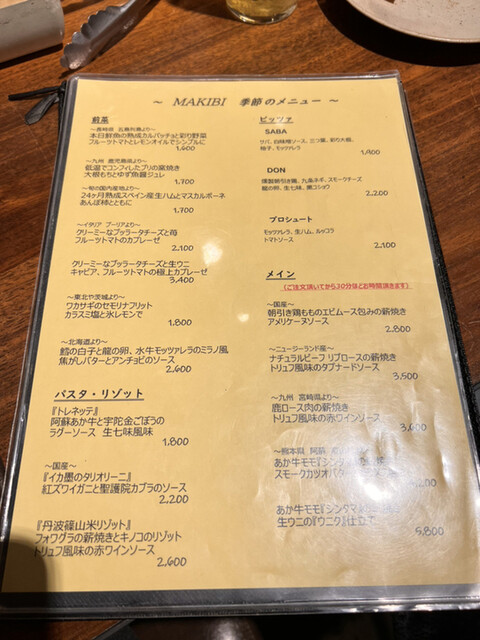 ～ MAKIBI 季節のメニュー ～
前菜
～長崎県 五島列島より～
本日鮮魚の熟成カルパッチョと彩り野菜
フルーツトマトとレモンオイルでシンプルに
1,600
～九州 鹿児島県より～
低温でコンフィしたブリの窯焼き
大根もちとゆず魚醤ジュレ
1,700
～旬の国内産地より～
24ヶ月熟成スペイン産生ハムとマスカルポーネ
あんぽ柿とともに
1,700
～イタリア プーリアより～
クリーミーなブッラータチーズと苺
フルーツトマトのカプレーゼ
2,100
クリーミーなブッラータチーズと生ウニ
キャビア、フルーツトマトの極上カプレーゼ
3,400
～東北や茨城より～
ワカサギのセモリナフリット
カラスミ塩と氷レモンで
1,800
～北海道より～
鱈の白子と龍の卵、水牛モッツァレラのミラノ風
焦がしバターとアンチョビのソース
2,600
パスタ・リゾット
『トレネッテ』
阿蘇あか牛と宇陀金ごぼうの
ラグーソース 生七味風味
1,800
～国産～
『イカ墨のタリオリーニ』
紅ズワイガニと聖護院カブラのソース
2,200
『丹波篠山米リゾット』
フォワグラの薪焼きとキノコのリゾット
トリュフ風味の赤ワインソース
2,600
ピッツァ
SABA
サバ、白味噌ソース、三つ葉、彩り大根、
柚子、モッツァレラ
1,900
DON
燻製朝引き鶏、九条ネギ、スモークチーズ
龍の卵、生七味、黒コショウ
2,200
プロシュート
モッツァレラ、生ハム、ルッコラ
トマトソース
2,100
メイン
(ご注文頂いてから30分ほどお時間頂きます)
～国産～
朝引き鶏もものエビムース包みの薪焼き
アメリケーヌソース
2,800
～ニュージーランド産～
ナチュラルビーフ リブロースの薪焼き
トリュフ風味のタプナードソース
3,500
～九州 宮崎県より～
鹿ロース肉の薪焼き
トリュフ風味の赤ワインソース
3,600
～熊本県 阿蘇
あか牛モモ『シンタマ
スモークカツオ
,200
あか牛モモ『シンタマ
生ウニの『ウニク』仕立て
5,800